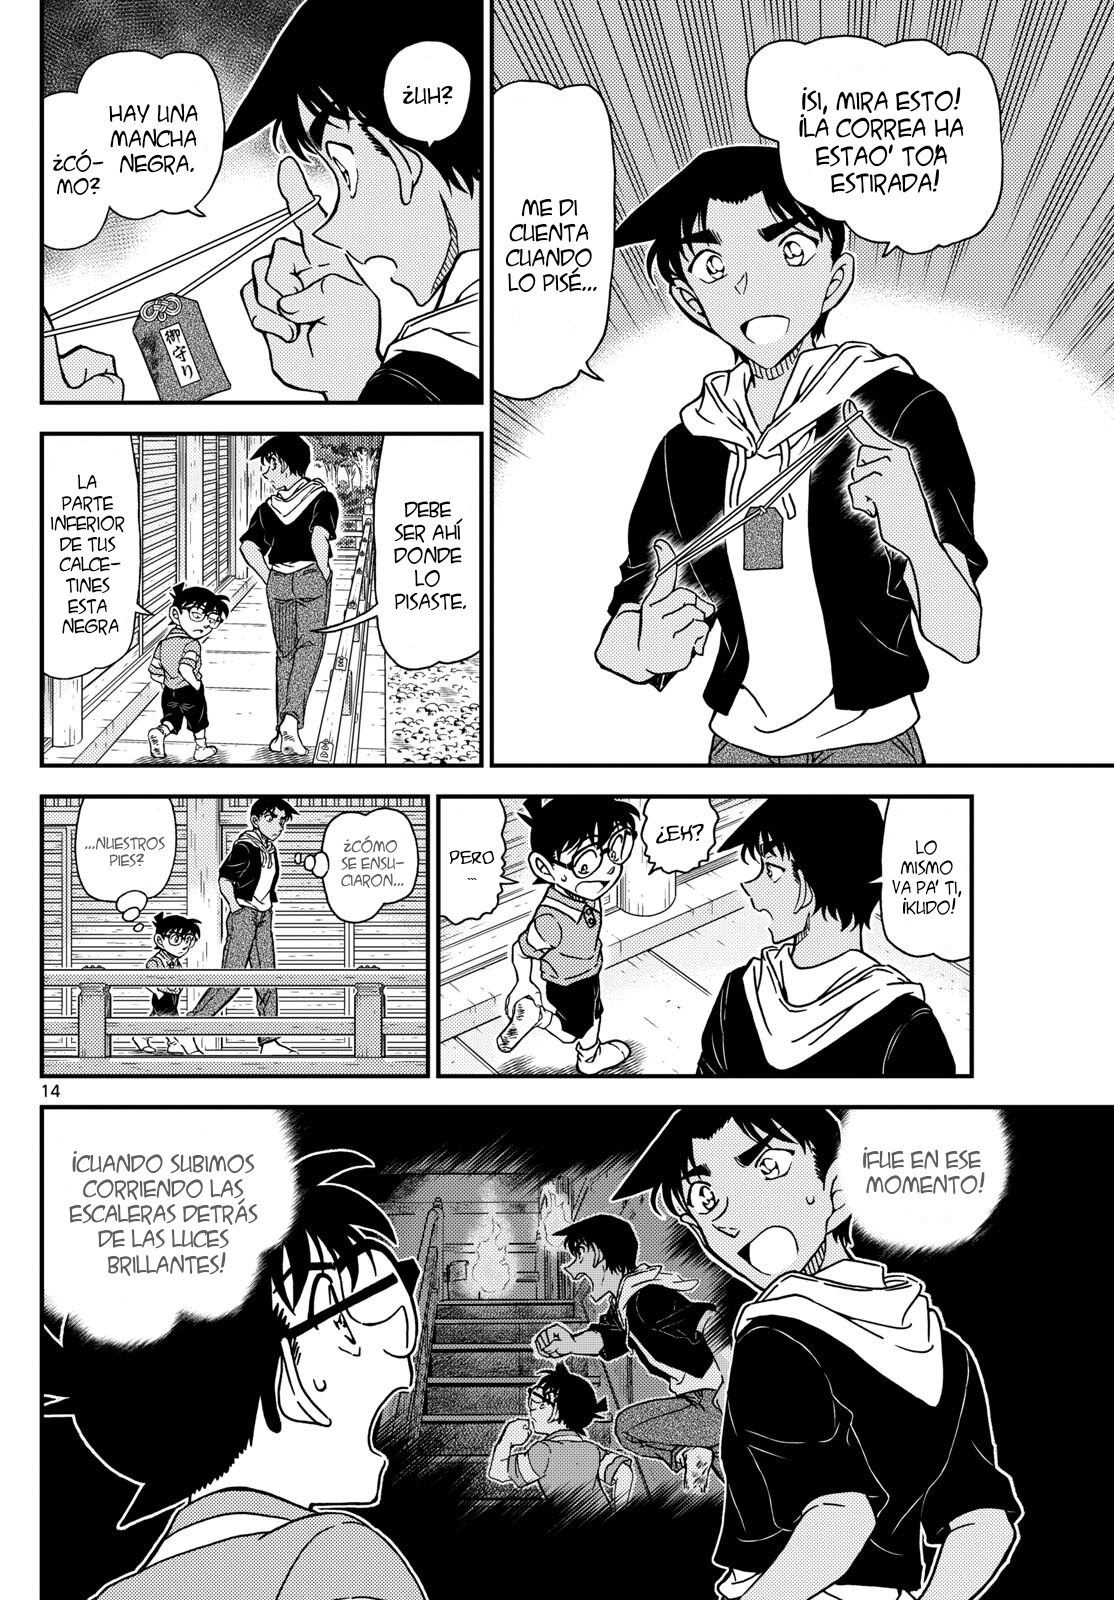 ¡SI, MIRA ESTO!
¡LA CORREA HA
ESTAO' TO'A
ESTIRADA!
ME DI
CUENTA
CUANDO
LO PISÉ...
¿UH?
HAY UNA
MANCHA
NEGRA.
¿CÓ-
MO?
御守り
DEBE
SER AHÍ
DONDE
LO
PISASTE.
LA
PARTE
INFERIOR
DE TUS
CALCE-
TINES
ESTA
NEGRA
LO
MISMO
VA PA' TI,
¡KUDO!
¿EH?
PERO
...
¿CÓMO
SE ENSU-
CIARON...
...NUESTROS
PIES?
14
¡FUE EN ESE
MOMENTO!
¡CUANDO SUBIMOS
CORRIENDO LAS
ESCALERAS DETRÁS
DE LAS LUCES
BRILLANTES!